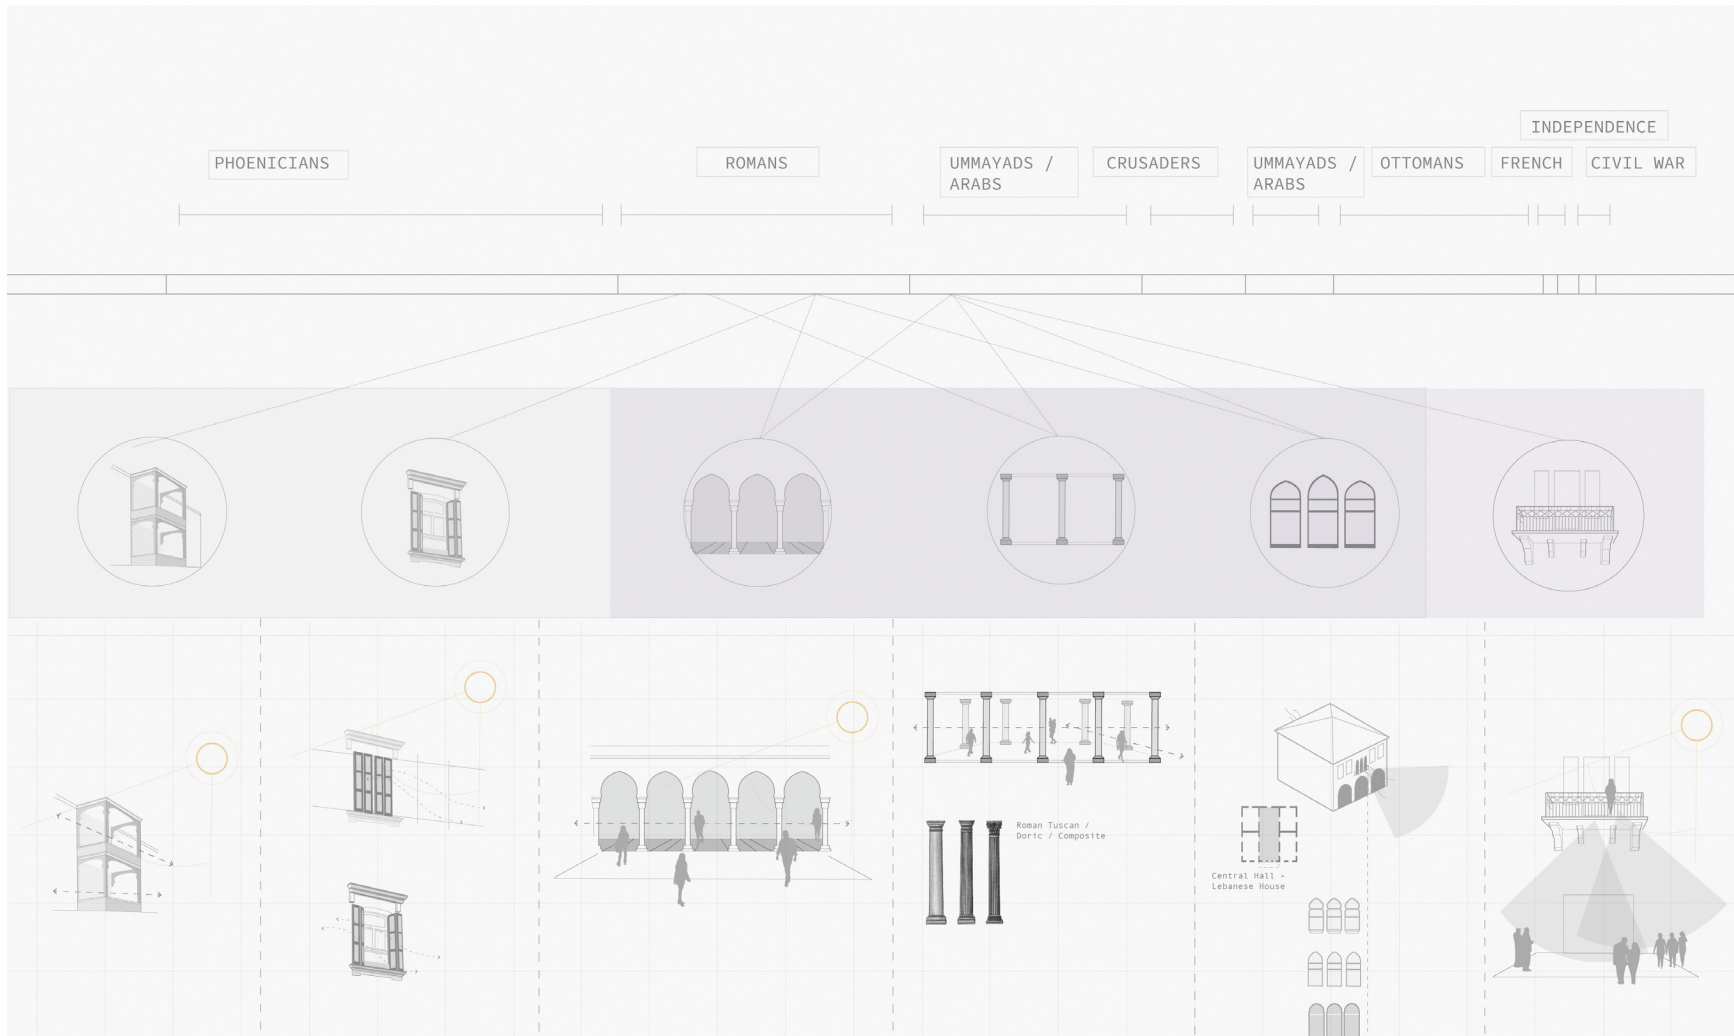 INDEPENDENCE
PHOENICIANS
ROMANS
UMMAYADS /
ARABS
CRUSADERS
UMMAYADS /
ARABS
OTTOMANS
FRENCH
CIVIL WAR
Roman Tuscan /
Doric / Composite
Central Hall -
Lebanese House